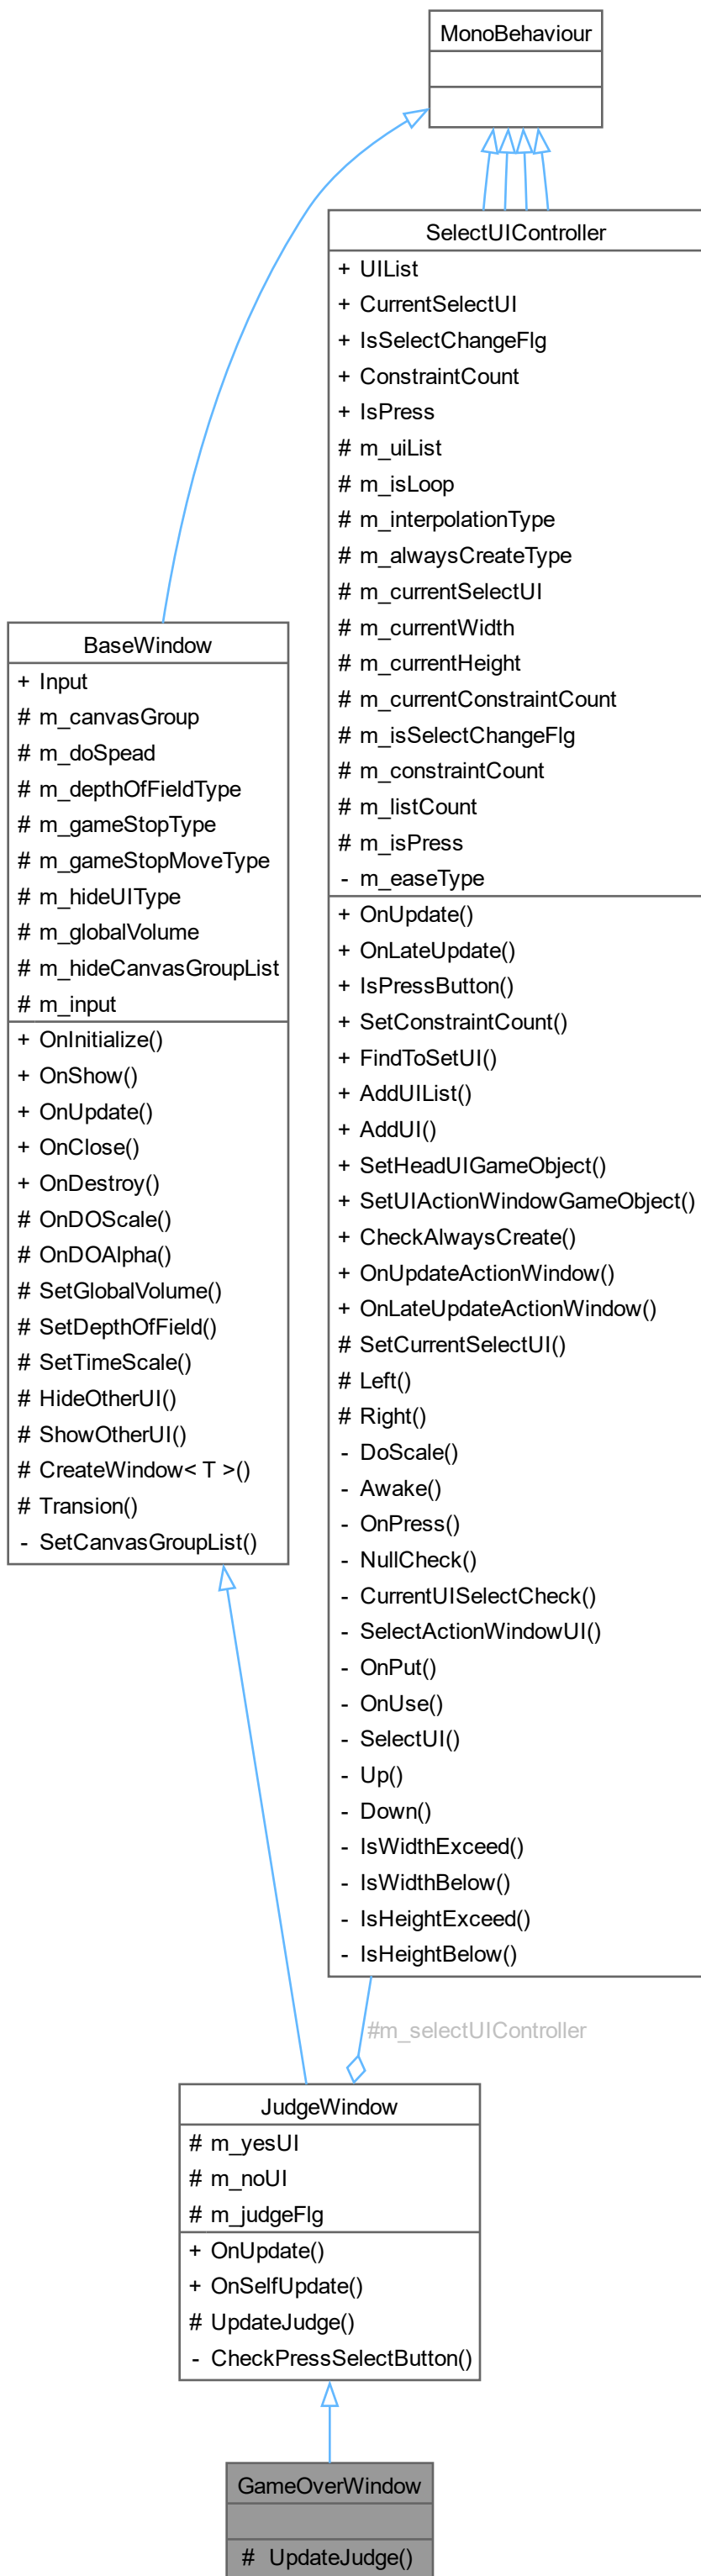 MonoBehaviour
SelectUIController
+ UIList
+ CurrentSelectUI
+ IsSelectChangeFlg
+ ConstraintCount
+ IsPress
# m_uiList
# m_isLoop
# m_interpolationType
# m_alwaysCreateType
# m_currentSelectUI
# m_currentWidth
# m_currentHeight
# m_currentConstraintCount
# m_isSelectChangeFlg
# m_constraintCount
# m_listCount
# m_isPress
- m_easeType
+ OnUpdate()
+ OnLateUpdate()
+ IsPressButton()
+ SetConstraintCount()
+ FindToSetUI()
+ AddUIList()
+ AddUI()
+ SetHeadUIGameObject()
+ SetUIActionWindowGameObject()
+ CheckAlwaysCreate()
+ OnUpdateActionWindow()
+ OnLateUpdateActionWindow()
# SetCurrentSelectUI()
# Left()
# Right()
- DoScale()
- Awake()
- OnPress()
- NullCheck()
- CurrentUISelectCheck()
- SelectActionWindowUI()
- OnPut()
- OnUse()
- SelectUI()
- Up()
- Down()
- IsWidthExceed()
- IsWidthBelow()
- IsHeightExceed()
- IsHeightBelow()
BaseWindow
+ Input
# m_canvasGroup
# m_doSpead
# m_depthOfFieldType
# m_gameStopType
# m_gameStopMoveType
# m_hideUIType
# m_globalVolume
# m_hideCanvasGroupList
# m_input
+ OnInitialize()
+ OnShow()
+ OnUpdate()
+ OnClose()
+ OnDestroy()
# OnDOScale()
# OnDOAlpha()
# SetGlobalVolume()
# SetDepthOfField()
# SetTimeScale()
# HideOtherUI()
# ShowOtherUI()
# CreateWindow< T >()
# Transion()
- SetCanvasGroupList()
#m_selectUIController
JudgeWindow
# m_yesUI
# m_noUI
# m_judgeFlg
+ OnUpdate()
+ OnSelfUpdate()
# UpdateJudge()
- CheckPressSelectButton()
GameOverWindow
# UpdateJudge()